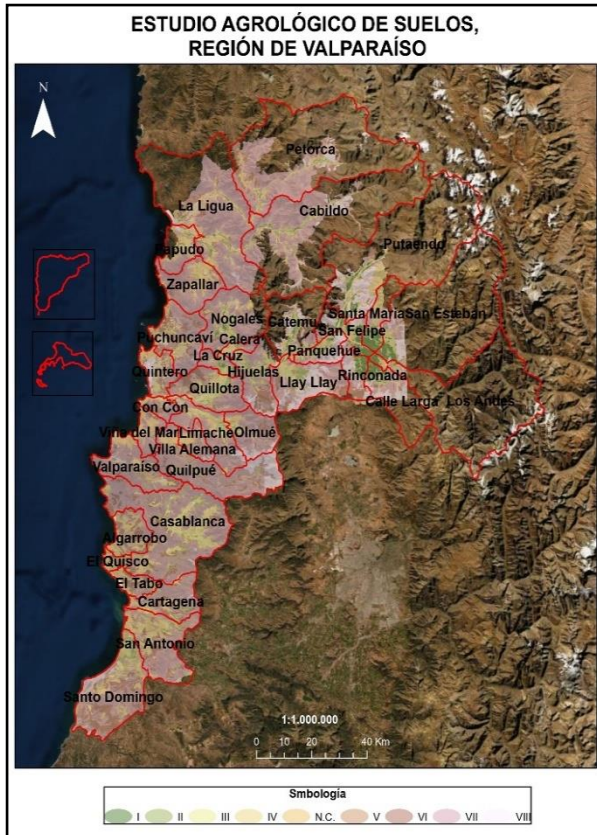 ESTUDIO AGROLÓGICO DE SUELOS,
REGIÓN DE VALPARAÍSO
N
Petorca
La Ligua
Cabildo
Papudo
Putaendo
Zapallar
Nogales
Catemu
Santa María
San Esteban
Puchuncaví
Calera
San Felipe
La Cruz
Panquehue
Quintero
Hijuelas
Quillota
Llay Llay
Rinconada
Con Cón
Calle Larga
Los Andes
Viña del Mar
Limache
Olmué
Villa Alemana
Valparaíso
Quilpué
Casablanca
Algarrobo
El Quisco
El Tabo
Cartagena
San Antonio
Santo Domingo
1:1.000.000
0 10 20 40 Km
Smbología
I II III IV N.C. V VI VII VIII